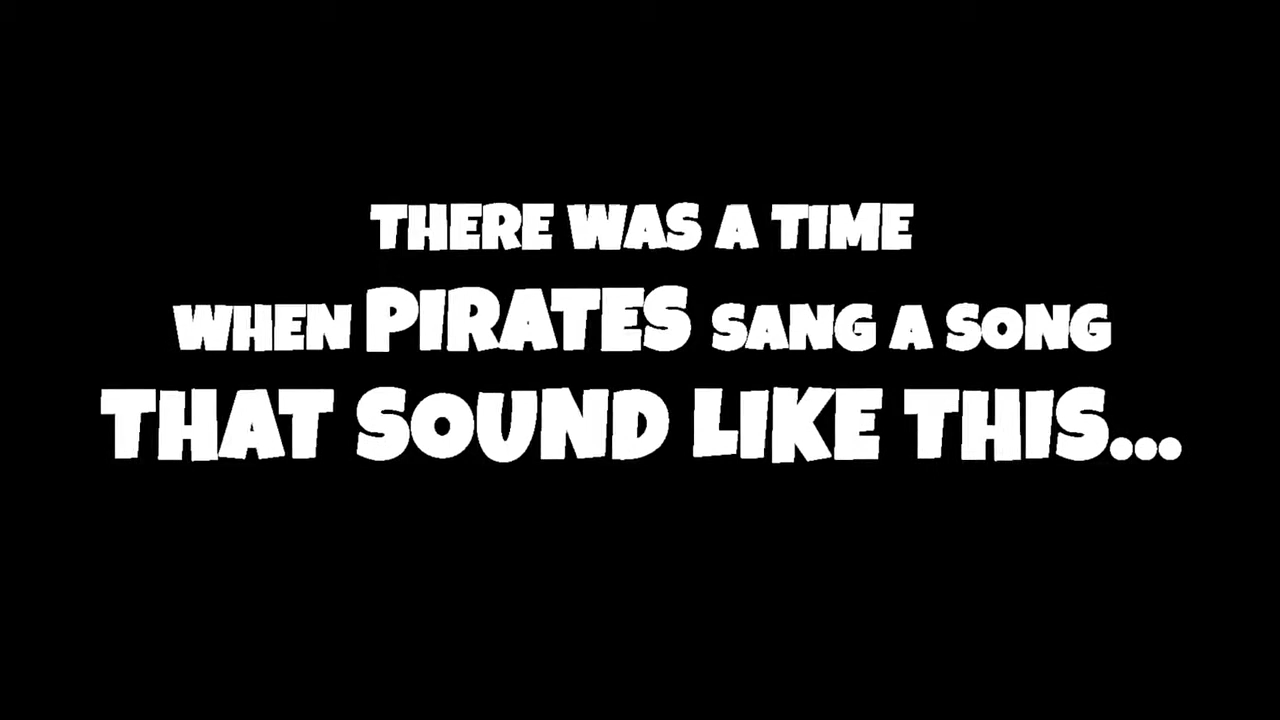 THERE WAS A TIME
WHEN PIRATES SANG A SONG
THAT SOUND LIKE THIS...